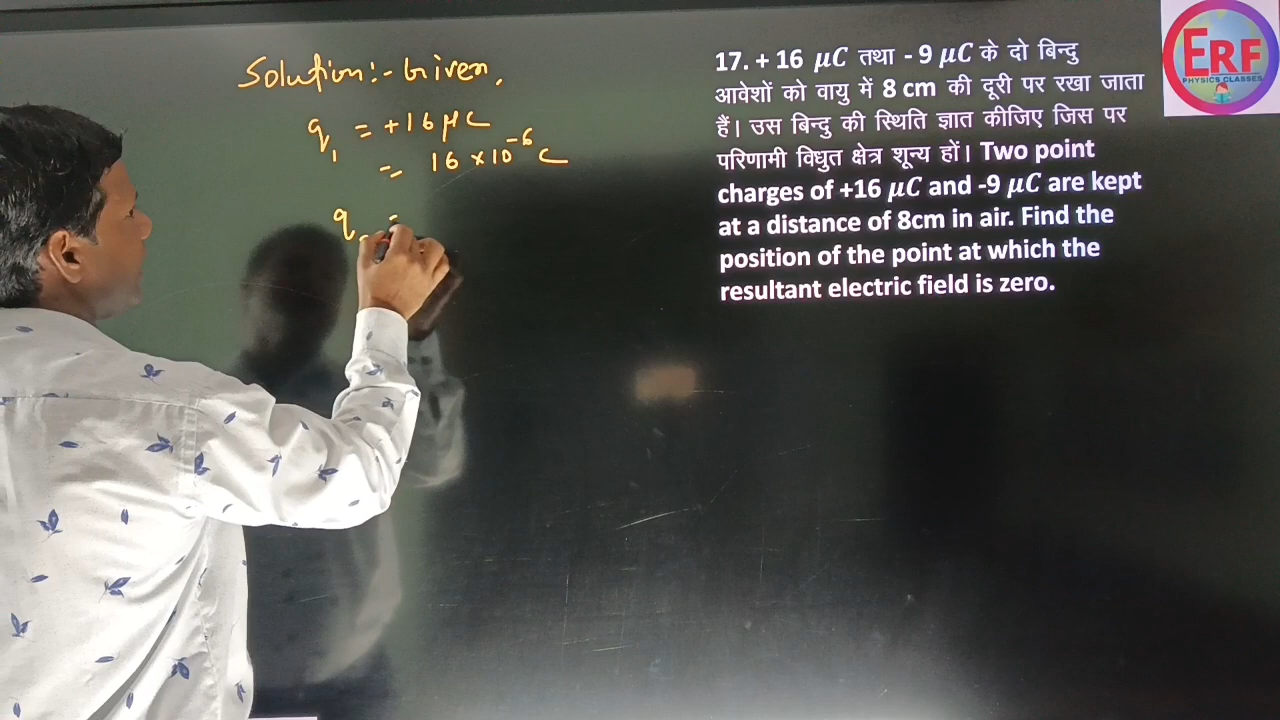 Solution:- Given,
q₁ = +16 μC
= 16 × 10⁻⁶ C
q =
17. + 16 μC तथा - 9 μC के दो बिन्दु
आवेशों को वायु में 8 cm की दूरी पर रखा जाता
हैं। उस बिन्दु की स्थिति ज्ञात कीजिए जिस पर
परिणामी विधुत क्षेत्र शून्य हों। Two point
charges of +16 μC and -9 μC are kept
at a distance of 8cm in air. Find the
position of the point at which the
resultant electric field is zero.
ERF
PHYSICS CLASSES